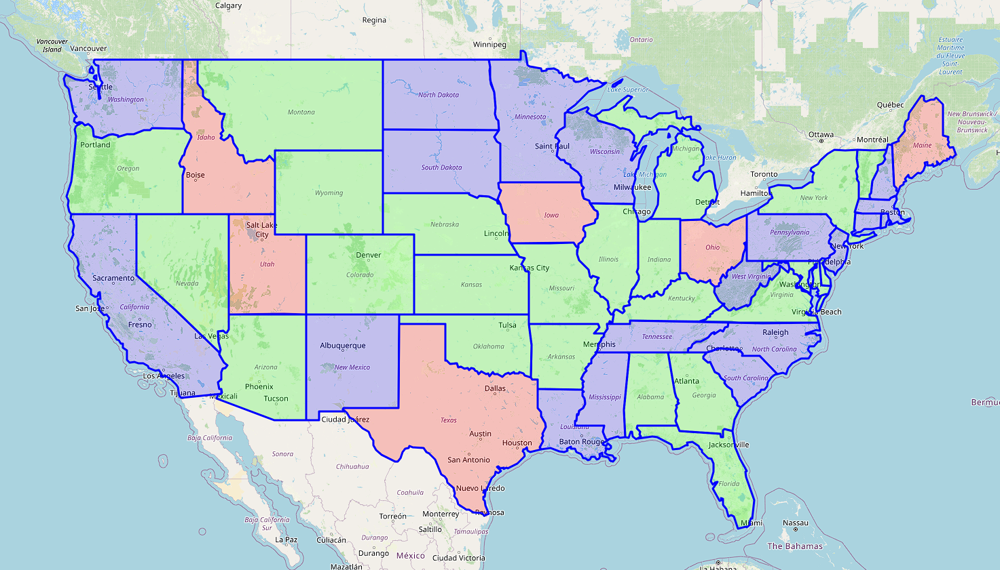 Calgary
Regina
Winnipeg
Ontario
Estuaire
Maritime
du Fleuve
Saint-
Laurent
Vancouver
Island
Vancouver
Seattle
Washington
North Dakota
Minnesota
Lake Superior
Québec
New Brunswick /
Nouveau-
Brunswick
Montana
Idaho
Portland
Oregon
Boise
South Dakota
Saint Paul
Wisconsin
Michigan
Ottawa
Montréal
Maine
Lake Michigan
ake Huron
Toronto
Hamilton
Milwaukee
Detroit
Wyoming
New York
Chicago
Boston
Iowa
Salt Lake
City
Nebraska
Lincoln
Pennsylvania
New York
Philadelphia
Ohio
Utah
Denver
Colorado
Illinois
Indiana
Kansas City
Sacramento
Nevada
Kansas
Missouri
Kentucky
West Virginia
Washington
Virginia
San Jose
California
Fresno
Virginia Beach
Las Vegas
Tulsa
Oklahoma
Albuquerque
New Mexico
Arizona
Arkansas
Memphis
Tennessee
Raleigh
Charlotte
North Carolina
Los Angeles
Tijuana
Mexicali
Phoenix
Tucson
Dallas
Mississippi
Alabama
Atlanta
Georgia
South Carolina
Bermu
Ciudad Juárez
Texas
Louisiana
Baton Rouge
Jacksonville
Baja California
Sonora
Chihuahua
Austin
Houston
San Antonio
Florida
Coahuila
Nuevo Laredo
Reynosa
Monterrey
Torreón
Saltillo
Tamaulipas
Miami
Nassau
The Bahamas
Baja California
Sur
La Paz
Culiacán
Durango
Durango
México
Ciudad Victoria
Mazatlán
La Habana